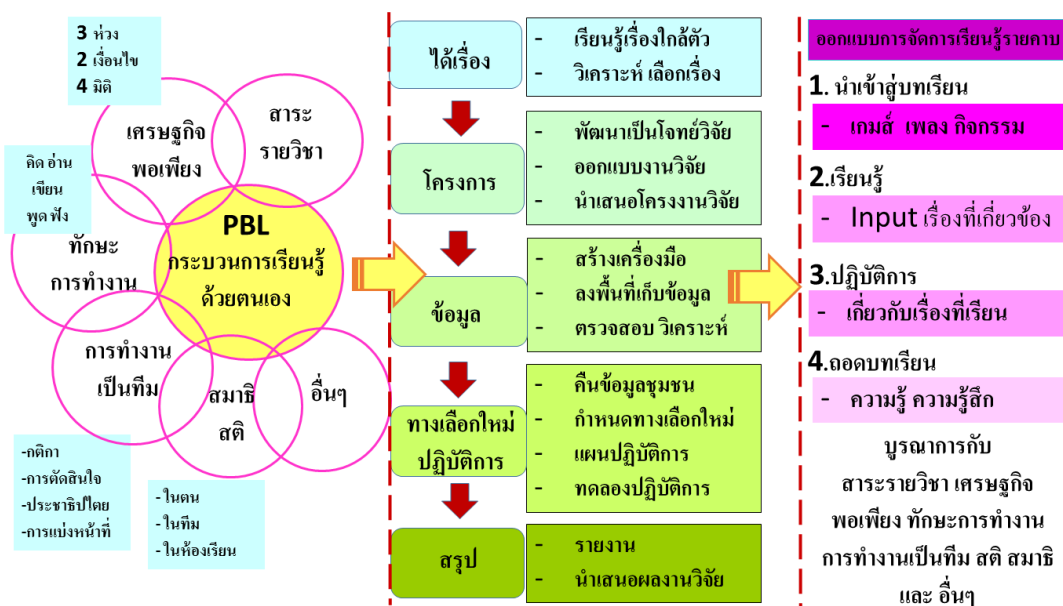 3 ห่วง
2 เงื่อนไข
4 มิติ
เศรษฐกิจ
พอเพียง
สาระ
รายวิชา
คิด อ่าน
เขียน
พูด ฟัง
ทักษะ
การทำงาน
PBL
กระบวนการเรียนรู้
ด้วยตนเอง
การทำงาน
เป็นทีม
สมาธิ
สติ
อื่นๆ
-กติกา
-การตัดสินใจ
-ประชาธิปไตย
-การแบ่งหน้าที่
- ในตน
- ในทีม
- ในห้องเรียน
ได้เรื่อง
- เรียนรู้เรื่องใกล้ตัว
- วิเคราะห์ เลือกเรื่อง
โครงการ
- พัฒนาเป็นโจทย์วิจัย
- ออกแบบงานวิจัย
- นำเสนอโครงงานวิจัย
ข้อมูล
- สร้างเครื่องมือ
- ลงพื้นที่เก็บข้อมูล
- ตรวจสอบ วิเคราะห์
ทางเลือกใหม่
ปฏิบัติการ
- คืนข้อมูลชุมชน
- กำหนดทางเลือกใหม่
- แผนปฏิบัติการ
- ทดลองปฏิบัติการ
สรุป
- รายงาน
- นำเสนอผลงานวิจัย
ออกแบบการจัดการเรียนรู้รายคาบ
1. นำเข้าสู่บทเรียน
- เกมส์ เพลง กิจกรรม
2.เรียนรู้
- Input เรื่องที่เกี่ยวข้อง
3.ปฏิบัติการ
- เกี่ยวกับเรื่องที่เรียน
4.ถอดบทเรียน
- ความรู้ ความรู้สึก
บูรณาการกับ
สาระรายวิชา เศรษฐกิจ
พอเพียง ทักษะการทำงาน
การทำงานเป็นทีม สติ สมาธิ
และ อื่นๆ